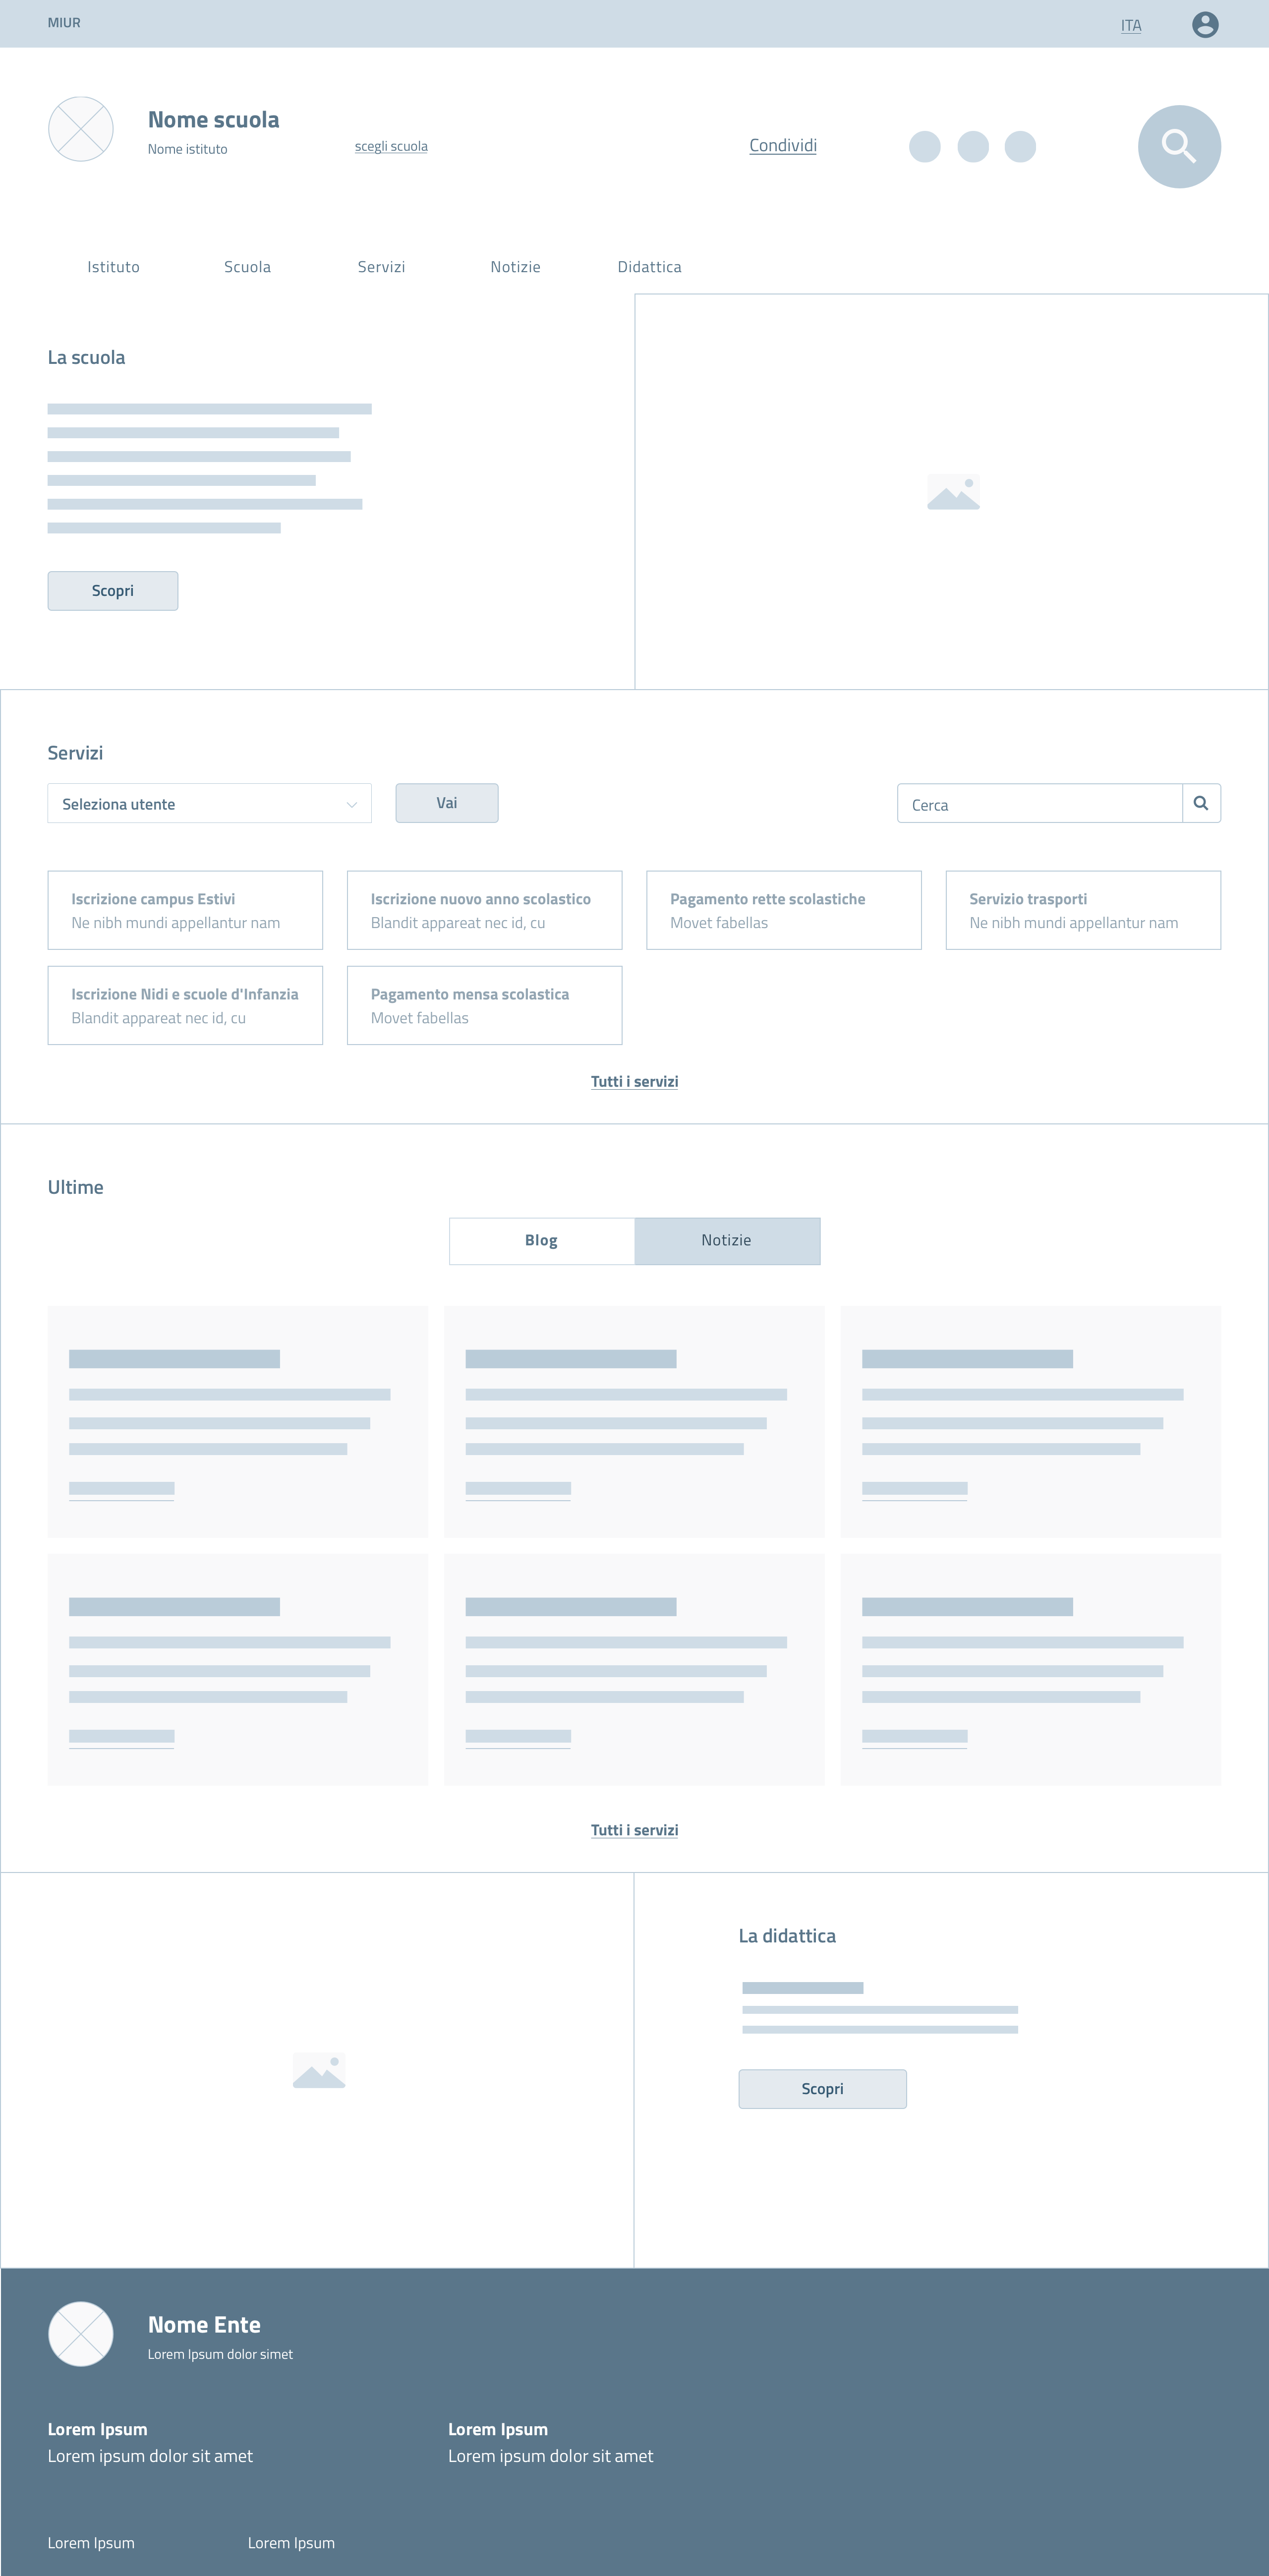 MIUR
ITA
Nome scuola
Nome istituto
scegli scuola
Condividi
Istituto
Scuola
Servizi
Notizie
Didattica
La scuola
Scopri
Servizi
Seleziona utente
Vai
Cerca
Iscrizione campus Estivi
Ne nibh mundi appellantur nam
Iscrizione nuovo anno scolastico
Blandit appareat nec id, cu
Pagamento rette scolastiche
Movet fabellas
Servizio trasporti
Ne nibh mundi appellantur nam
Iscrizione Nidi e scuole d'Infanzia
Blandit appareat nec id, cu
Pagamento mensa scolastica
Movet fabellas
Tutti i servizi
Ultime
Blog
Notizie
Tutti i servizi
La didattica
Scopri
Nome Ente
Lorem Ipsum dolor simet
Lorem Ipsum
Lorem ipsum dolor sit amet
Lorem Ipsum
Lorem ipsum dolor sit amet
Lorem Ipsum
Lorem Ipsum